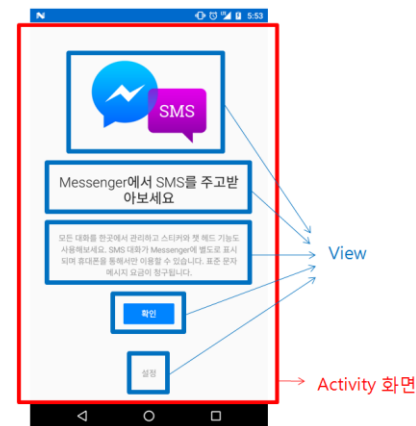 N 5:53
SMS
Messenger에서 SMS를 주고받
아보세요
모든 대화를 한곳에서 관리하고 스티커와 챗 헤드 기능도
사용해보세요. SMS 대화가 Messenger에 별도로 표시
되며 휴대폰을 통해서만 이용할 수 있습니다. 표준 문자
메시지 요금이 청구됩니다.
View
확인
설정
Activity 화면